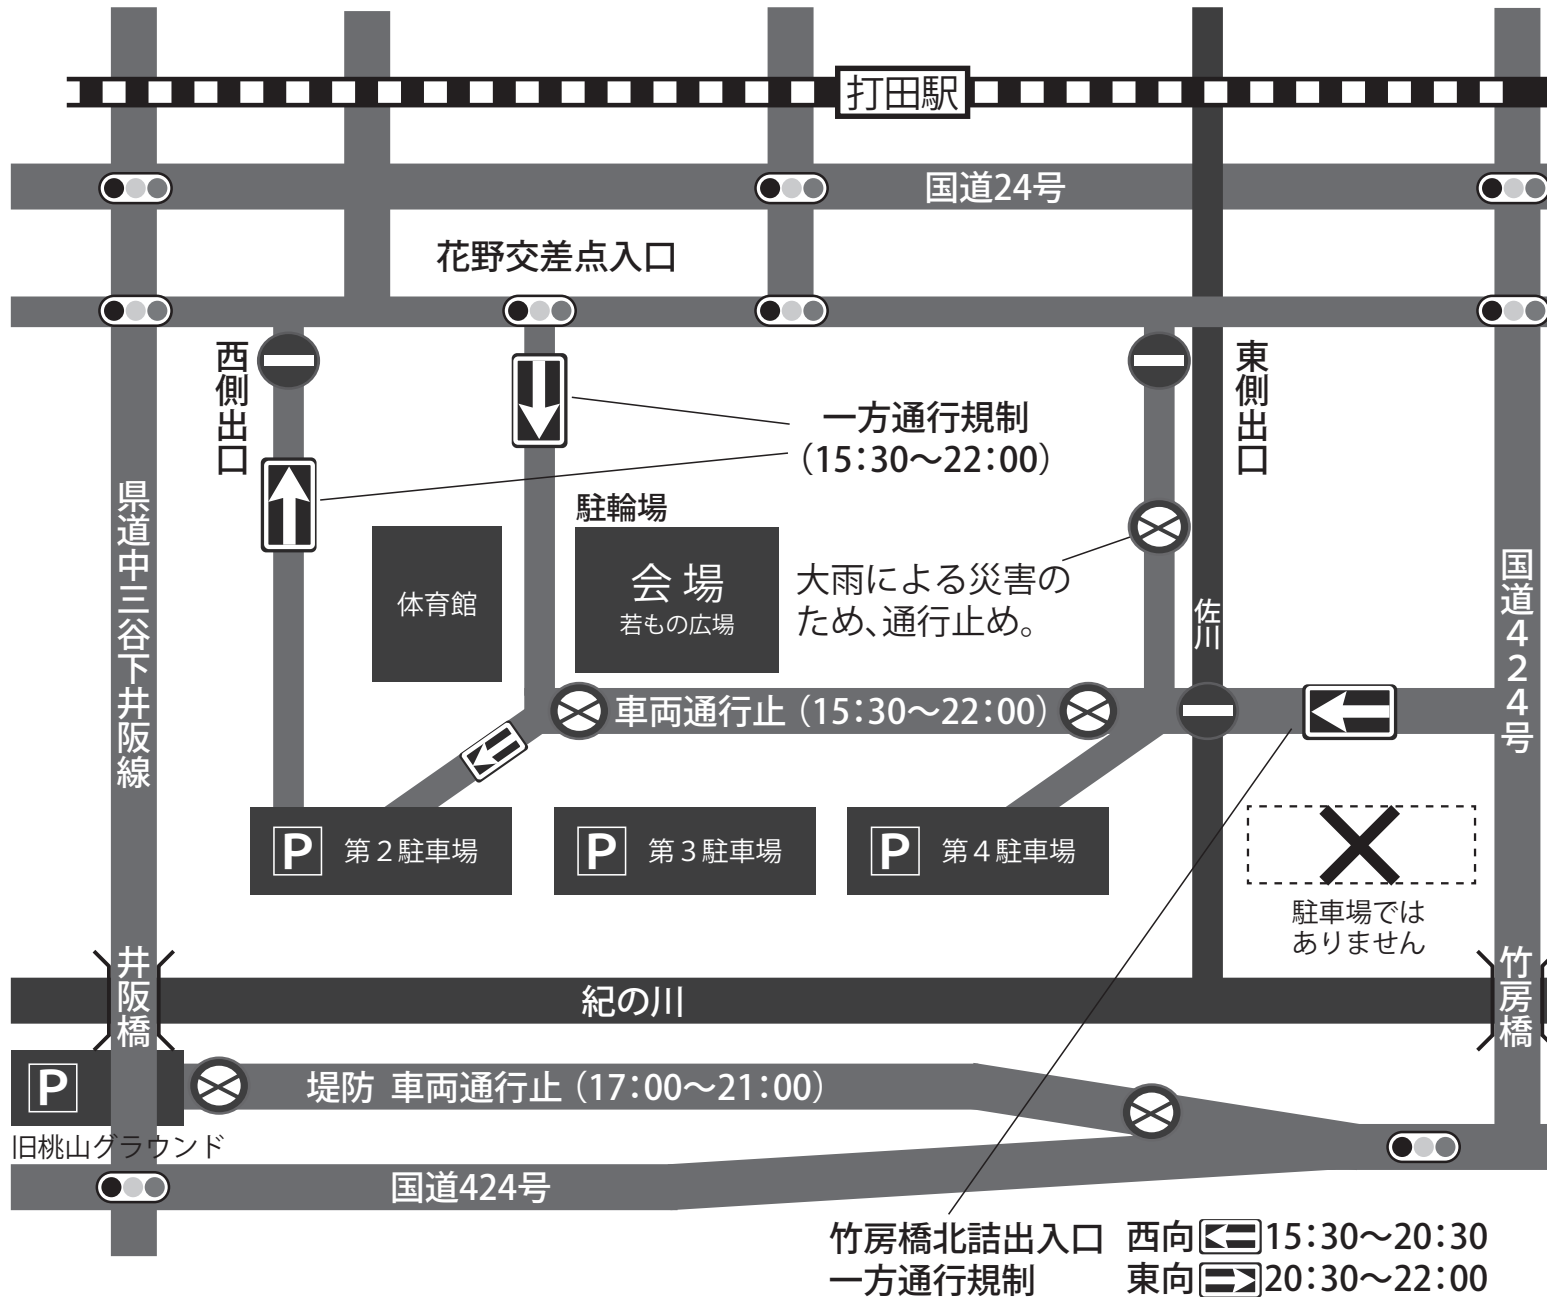 打田駅
国道24号
花野交差点入口
西側出口
東側出口
一方通行規制
（15：30～22：00）
県道中三谷下井阪線
駐輪場
体育館
会場
若もの広場
大雨による災害の
ため、通行止め。
佐川
国道424号
車両通行止（15：30～22：00）
P 第2駐車場
P 第3駐車場
P 第4駐車場
駐車場では
ありません
井阪橋
紀の川
竹房橋
P
旧桃山グラウンド
堤防 車両通行止（17：00～21：00）
国道424号
竹房橋北詰出入口 西向 15：30～20：30
一方通行規制 東向 20：30～22：00